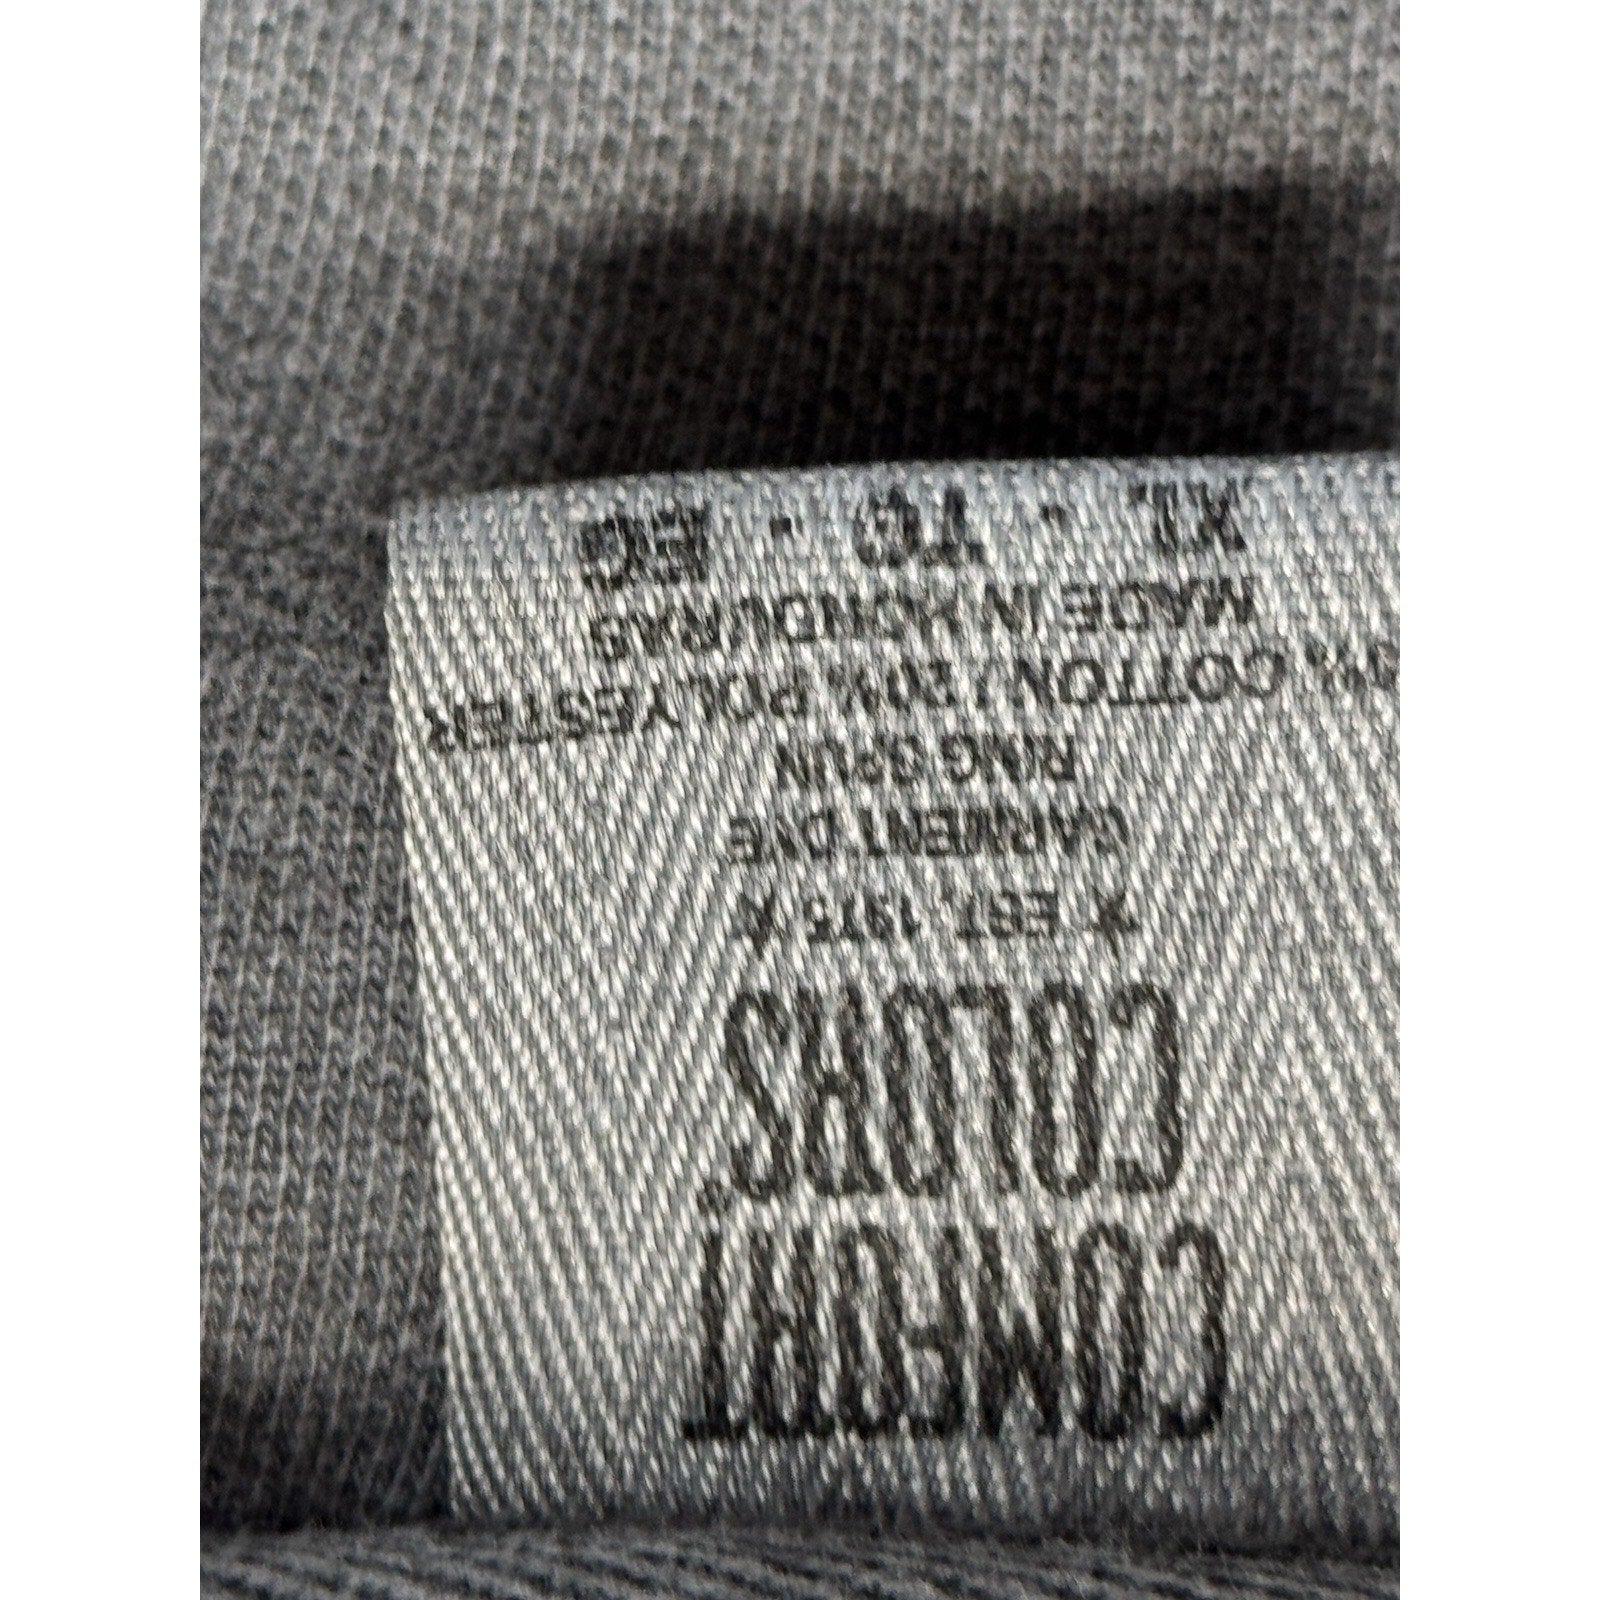 COMFORT
COLORS®
EST. 1975
GARMENT DYE
RING SPUN
COTTON, 20% POLYESTER
MADE IN HONDURAS
XL • TG • EG